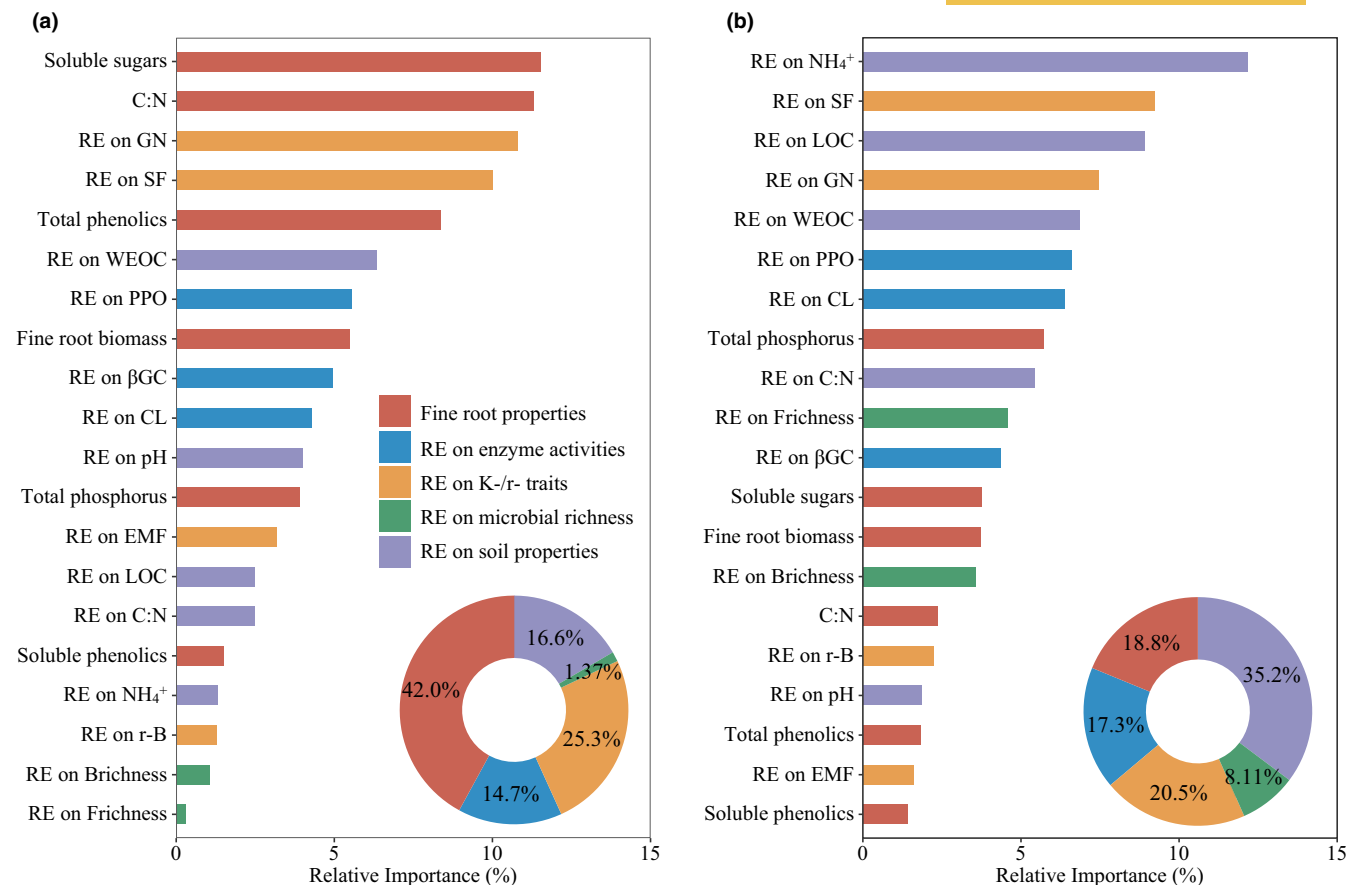 (a)
Soluble sugars
C:N
RE on GN
RE on SF
Total phenolics
RE on WEOC
RE on PPO
Fine root biomass
RE on βGC
RE on CL
RE on pH
Total phosphorus
RE on EMF
RE on LOC
RE on C:N
Soluble phenolics
RE on NH₄⁺
RE on r-B
RE on Brichness
RE on Frichness
0 5 10 15
Relative Importance (%)
Fine root properties
RE on enzyme activities
RE on K-/r- traits
RE on microbial richness
RE on soil properties
16.6%
1.37%
42.0%
25.3%
14.7%
(b)
RE on NH₄⁺
RE on SF
RE on LOC
RE on GN
RE on WEOC
RE on PPO
RE on CL
Total phosphorus
RE on C:N
RE on Frichness
RE on βGC
Soluble sugars
Fine root biomass
RE on Brichness
C:N
RE on r-B
RE on pH
Total phenolics
RE on EMF
Soluble phenolics
0 5 10 15
Relative Importance (%)
18.8%
35.2%
17.3%
8.11%
20.5%